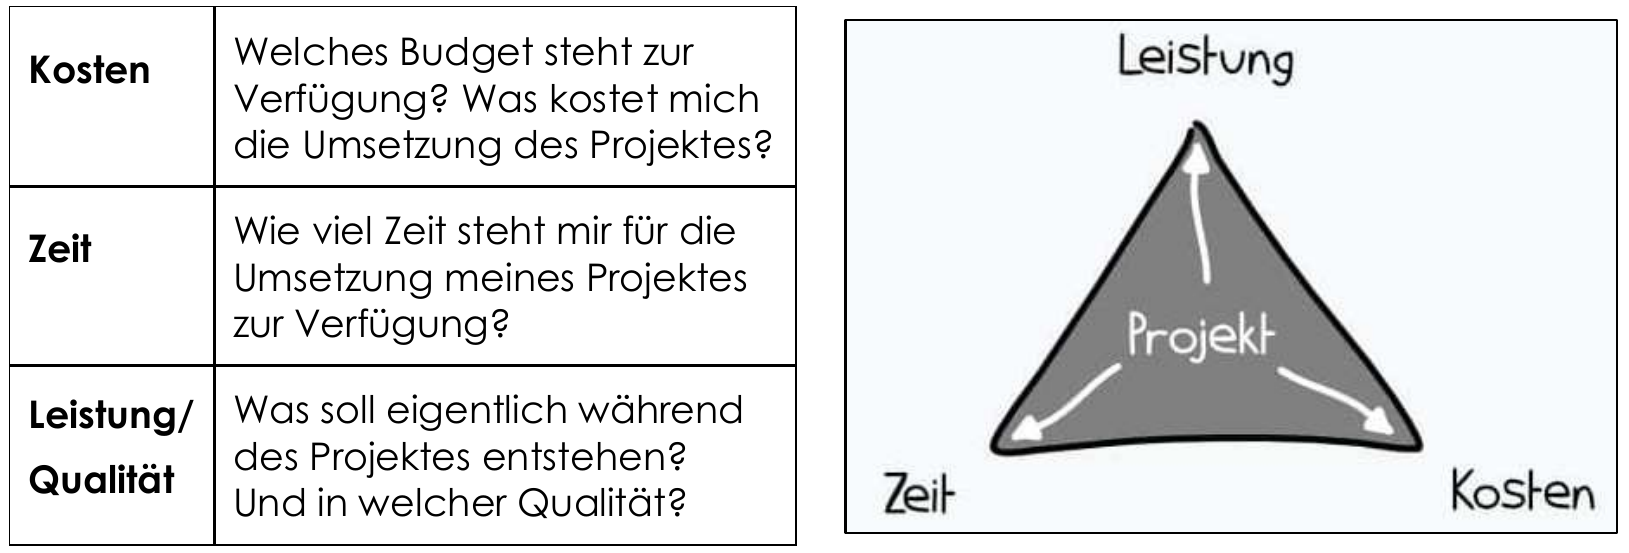 Kosten
Welches Budget steht zur
Verfügung? Was kostet mich
die Umsetzung des Projektes?
Zeit
Wie viel Zeit steht mir für die
Umsetzung meines Projektes
zur Verfügung?
Leistung/
Qualität
Was soll eigentlich während
des Projektes entstehen?
Und in welcher Qualität?
Leistung
Projekt
Zeit
Kosten